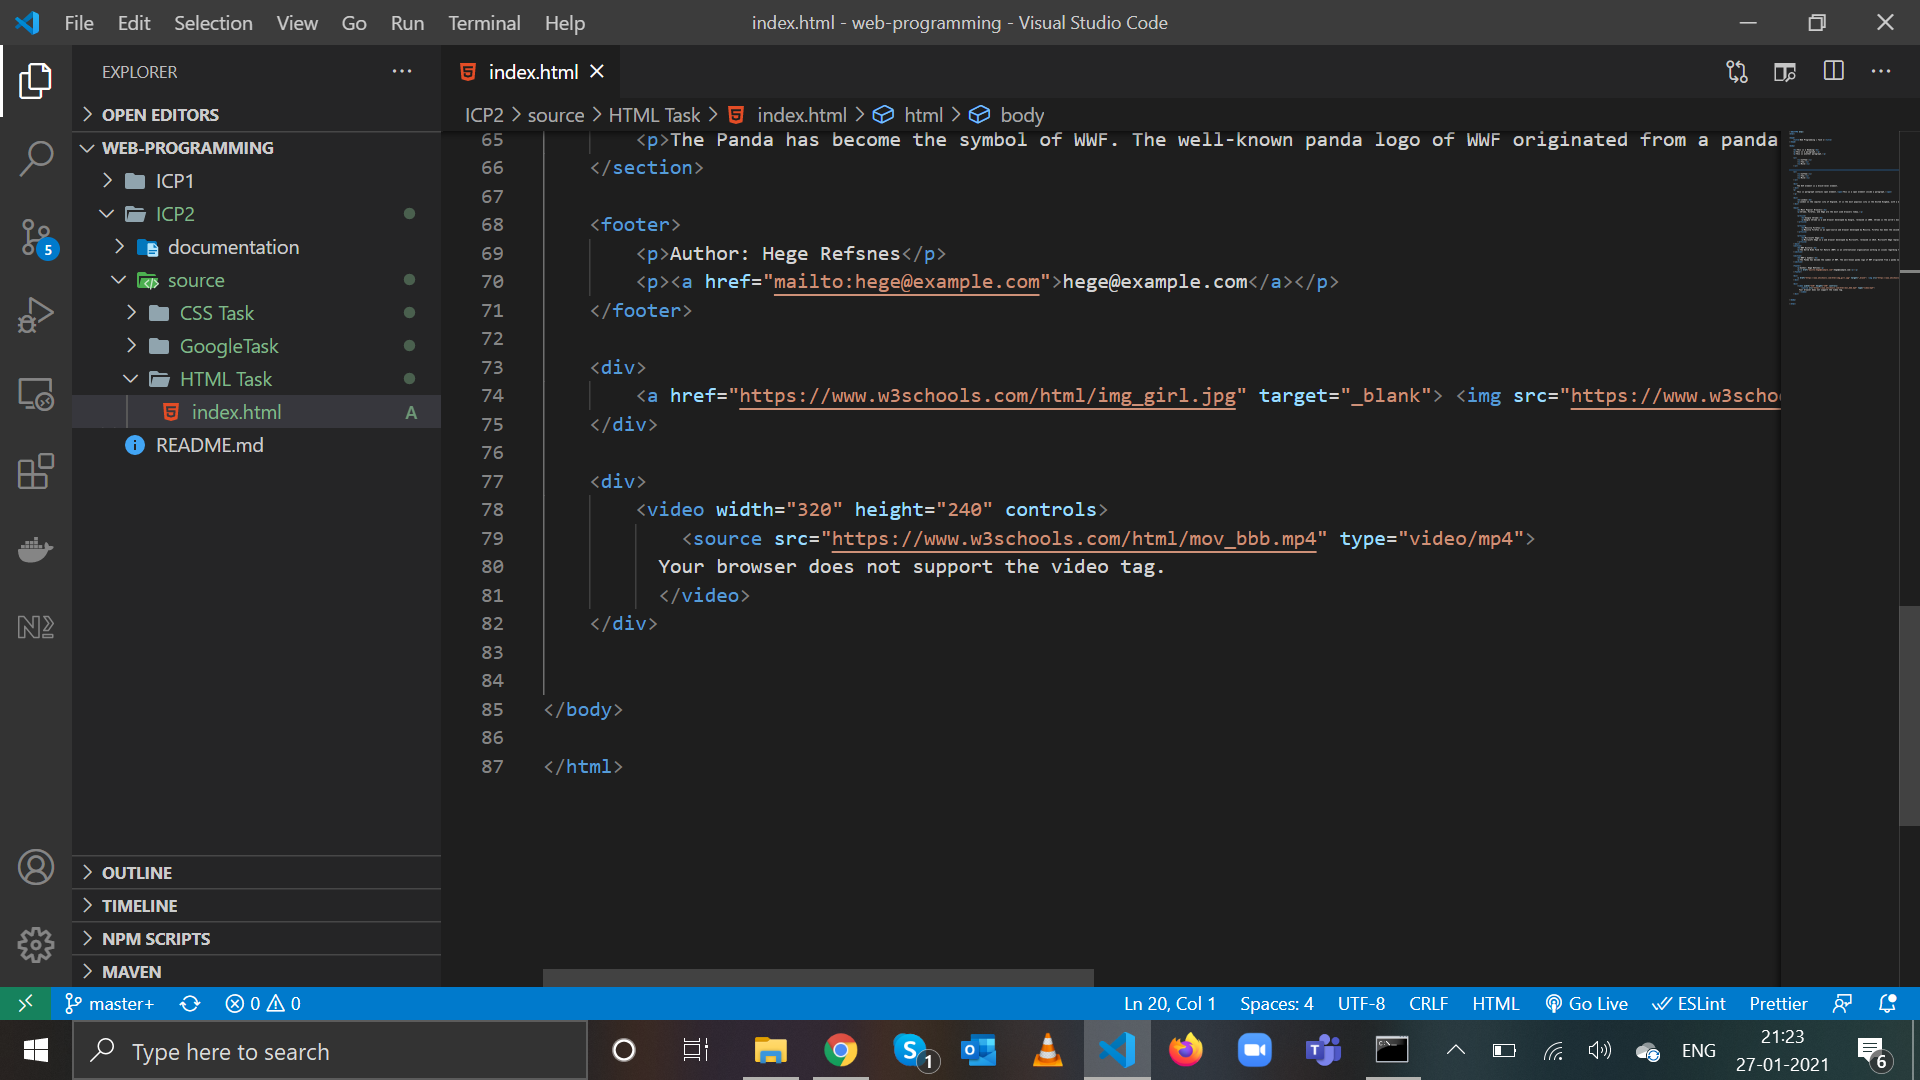 File Edit Selection View Go Run Terminal Help
index.html - web-programming - Visual Studio Code
EXPLORER
OPEN EDITORS
WEB-PROGRAMMING
ICP1
ICP2
documentation
source
CSS Task
GoogleTask
HTML Task
index.html A
README.md
OUTLINE
TIMELINE
NPM SCRIPTS
MAVEN
5
index.html
ICP2 > source > HTML Task > index.html > html > body
65 <p>The Panda has become the symbol of WWF. The well-known panda logo of WWF originated from a panda
66 </section>
67
68 <footer>
69 <p>Author: Hege Refsnes</p>
70 <p><a href="mailto:hege@example.com">hege@example.com</a></p>
71 </footer>
72
73 <div>
74 <a href="https://www.w3schools.com/html/img_girl.jpg" target="_blank"> <img src="https://www.w3scho
75 </div>
76
77 <div>
78 <video width="320" height="240" controls>
79 <source src="https://www.w3schools.com/html/mov_bbb.mp4" type="video/mp4">
80 Your browser does not support the video tag.
81 </video>
82 </div>
83
84
85 </body>
86
87 </html>
master+ 0 0 Ln 20, Col 1 Spaces: 4 UTF-8 CRLF HTML Go Live ESLint Prettier
Type here to search
1
ENG
21:23
27-01-2021
6